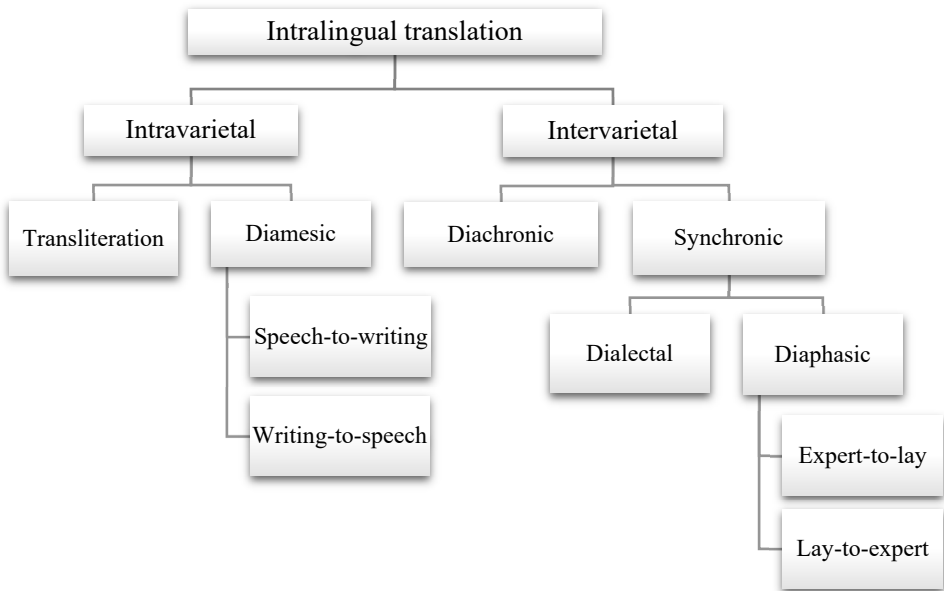 Intralingual translation
Intravarietal
Intervarietal
Transliteration
Diamesic
Diachronic
Synchronic
Speech-to-writing
Writing-to-speech
Dialectal
Diaphasic
Expert-to-lay
Lay-to-expert